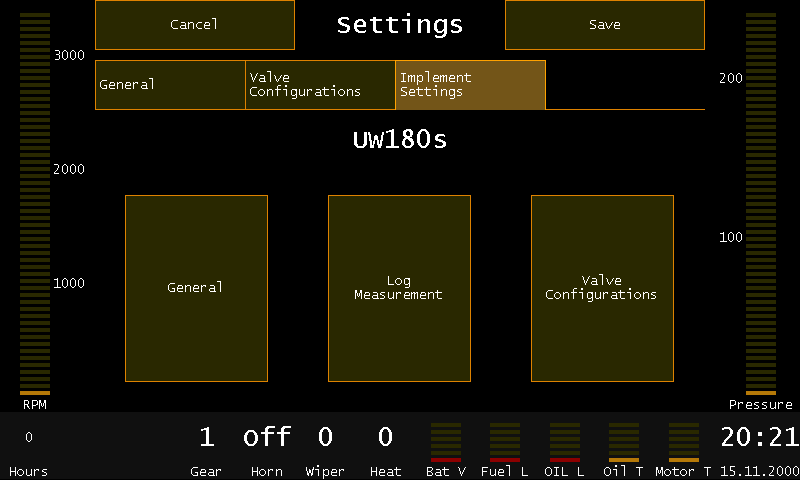 Cancel
Settings
Save
3000
200
General
Valve
Configurations
Implement
Settings
uw180s
2000
100
1000
General
Log
Measurement
Valve
Configurations
RPM
Pressure
0
1
off
0
0
20:21
Hours
Gear
Horn
Wiper
Heat
Bat V
Fuel L
OIL L
Oil T
Motor T
15.11.2000